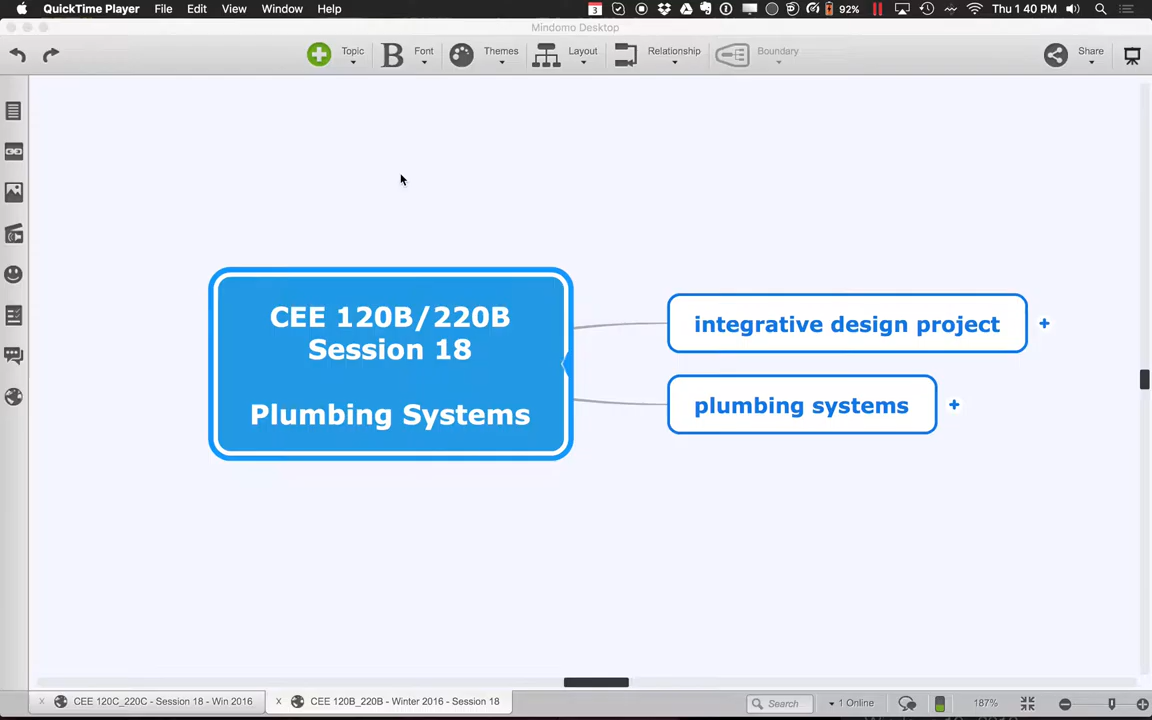 QuickTime Player File Edit View Window Help 3 92% Thu 1 40 PM
Mindomo Desktop
Topic B Font Themes Layout Relationship Boundary Share
CEE 120B/220B
Session 18
Plumbing Systems
integrative design project +
plumbing systems +
x CEE 120C_220C - Session 18 - Win 2016 x CEE 120B_220B - Winter 2016 - Session 18 Search 1 Online 187%